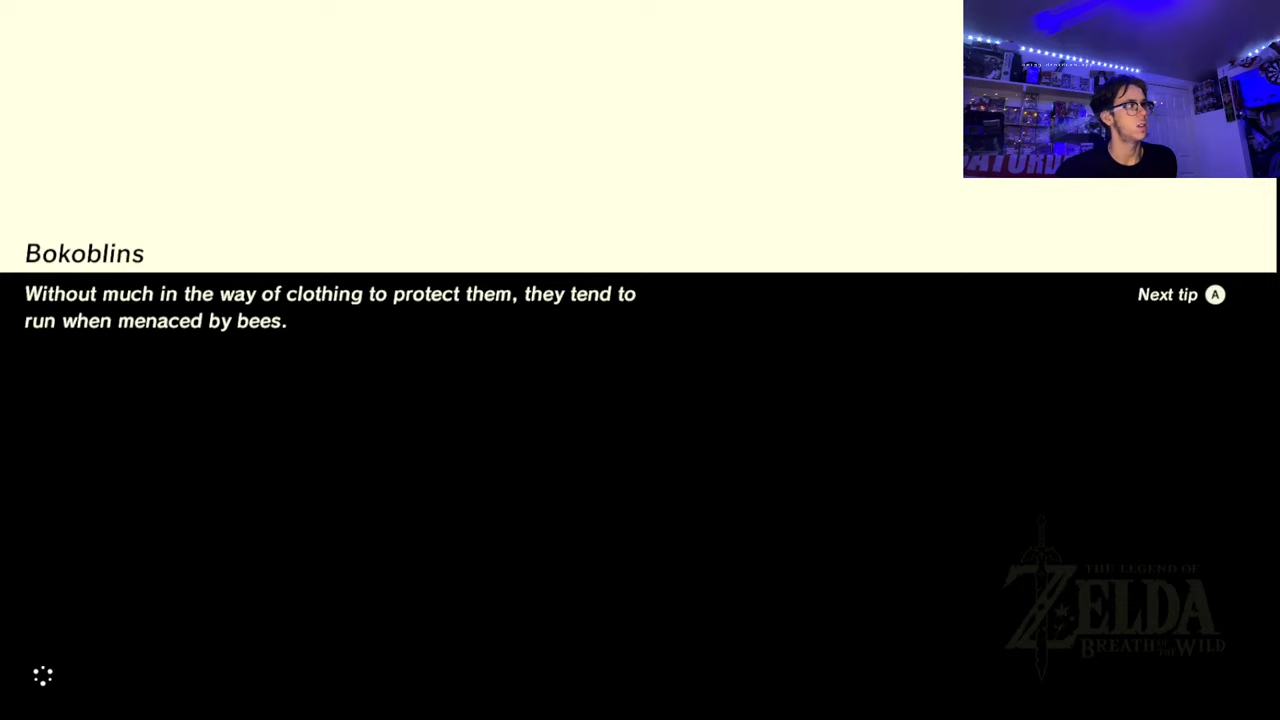 SATURD
Bokoblins
Without much in the way of clothing to protect them, they tend to
run when menaced by bees.
Next tip A
THE LEGEND OF
ZELDA
BREATH OF THE WILD